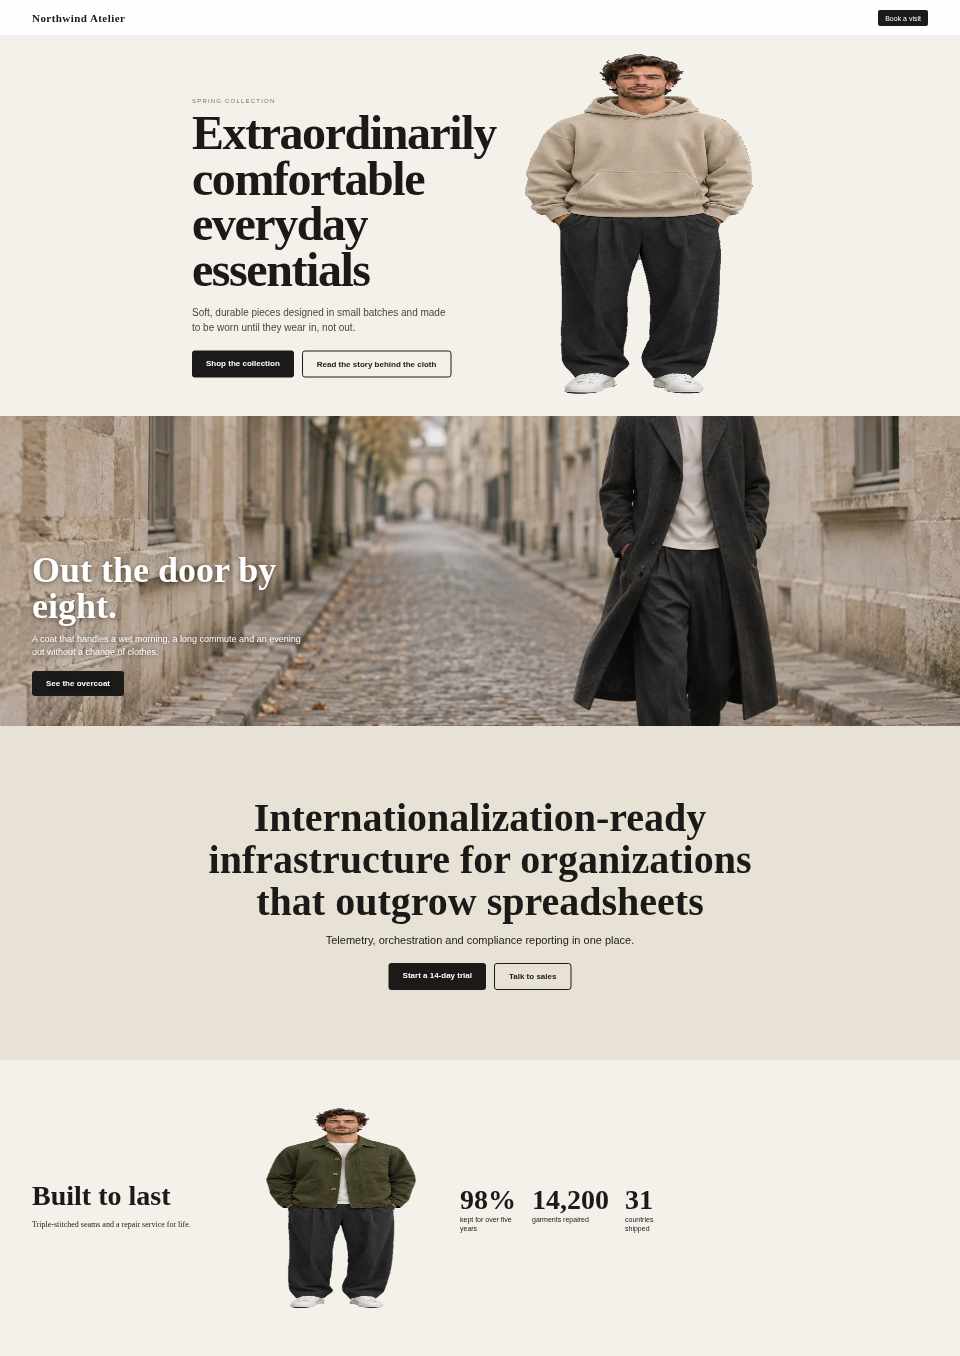 Northwind Atelier
Book a visit
SPRING COLLECTION
Extraordinarily
comfortable
everyday
essentials
Soft, durable pieces designed in small batches and made
to be worn until they wear in, not out.
Shop the collection
Read the story behind the cloth
Out the door by
eight.
A coat that handles a wet morning, a long commute and an evening
out without a change of clothes.
See the overcoat
Internationalization-ready
infrastructure for organizations
that outgrow spreadsheets
Telemetry, orchestration and compliance reporting in one place.
Start a 14-day trial
Talk to sales
Built to last
Triple-stitched seams and a repair service for life.
98%
kept for over five
years
14,200
garments repaired
31
countries
shipped